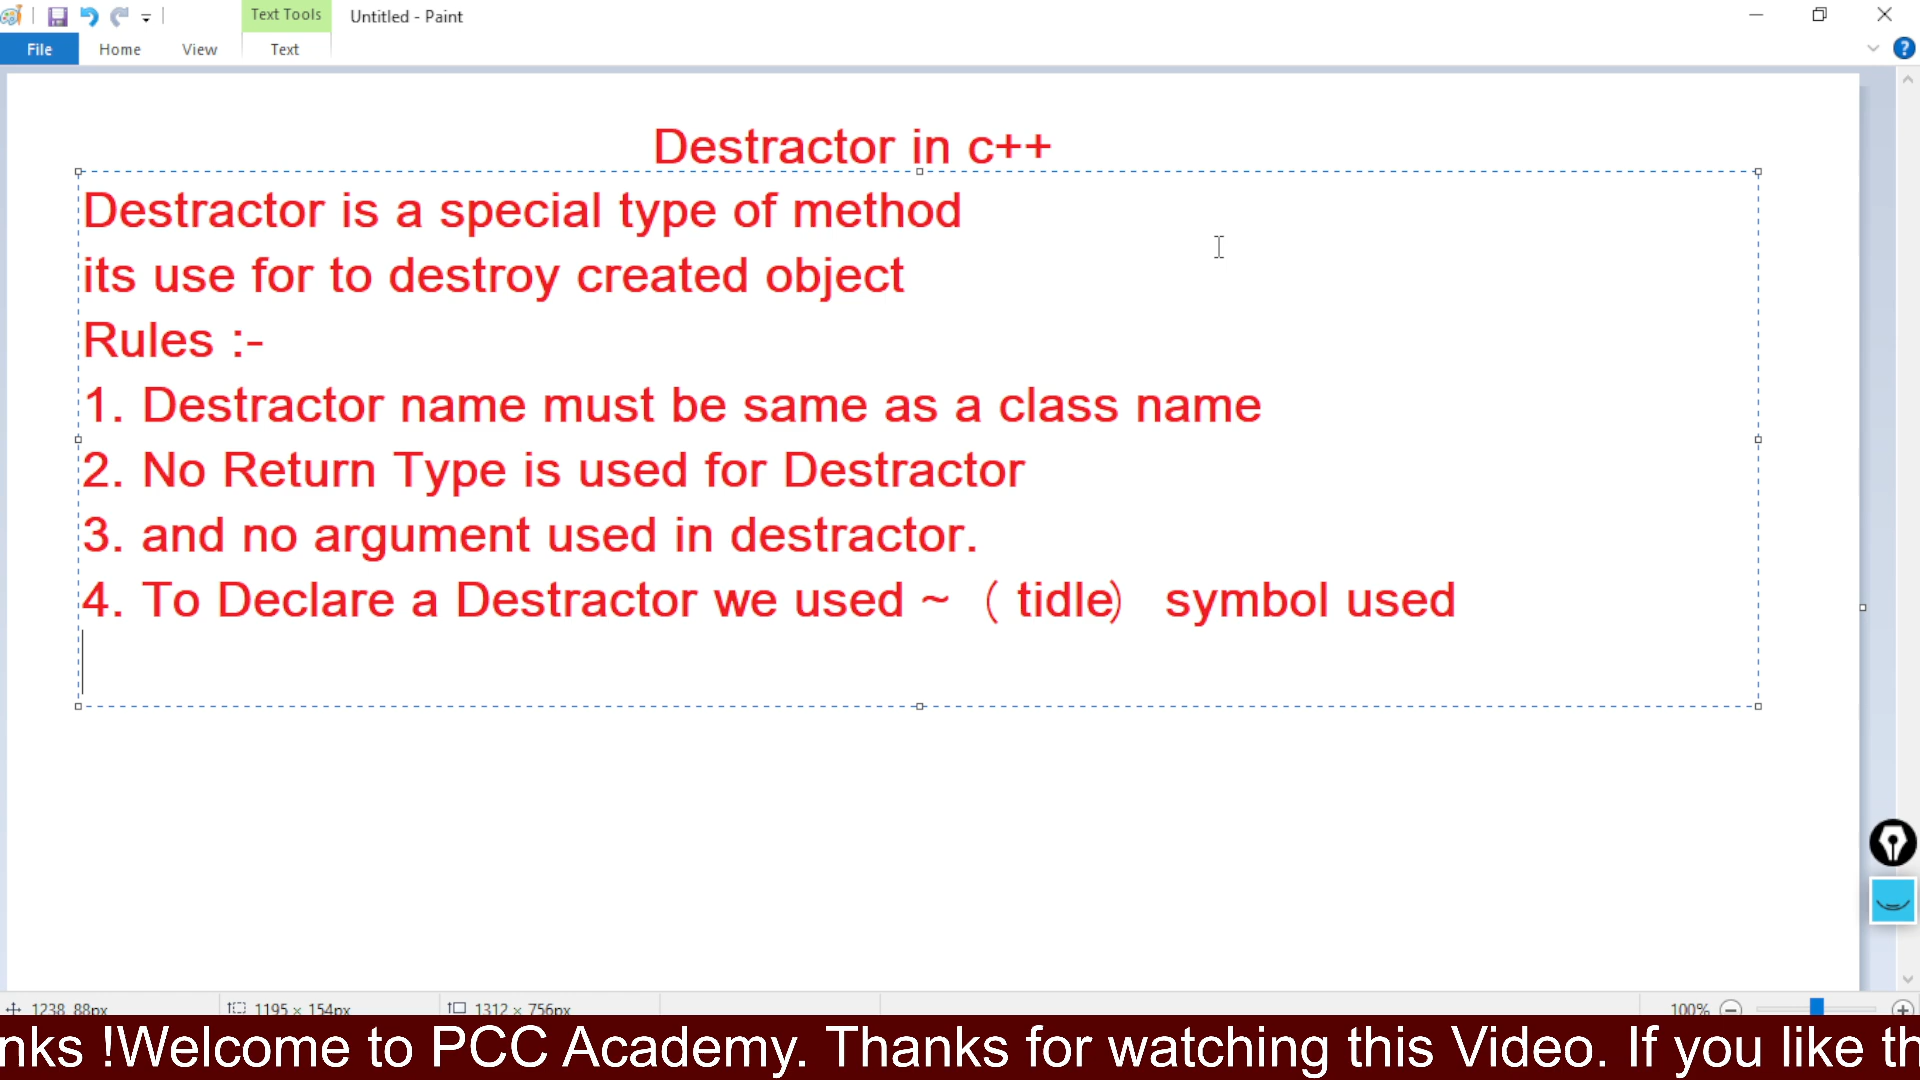 Text Tools Untitled - Paint
File Home View Text
Destractor in c++
Destractor is a special type of method
its use for to destroy created object
Rules :-
1. Destractor name must be same as a class name
2. No Return Type is used for Destractor
3. and no argument used in destractor.
4. To Declare a Destractor we used ~ ( tidle) symbol used
1238, 88px 1195 × 154px 1312 × 756px 100%
nks !Welcome to PCC Academy. Thanks for watching this Video. If you like th